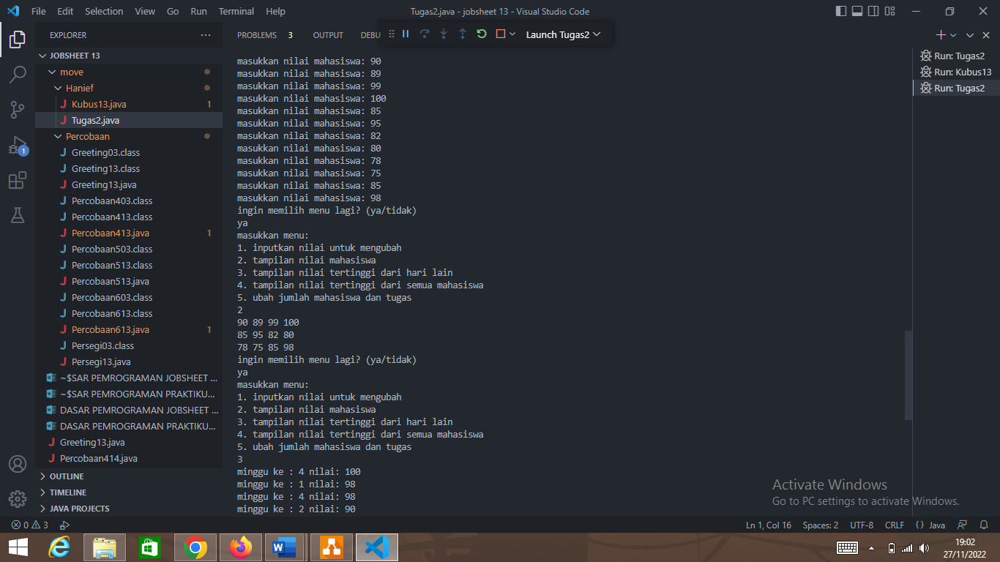 File Edit Selection View Go Run Terminal Help
Tugas2.java - jobsheet 13 - Visual Studio Code
EXPLORER
JOBSHEET 13
move
Hanief
Kubus13.java 1
Tugas2.java
Percobaan
Greeting03.class
Greeting13.class
Greeting13.java
Percobaan403.class
Percobaan413.class
Percobaan413.java 1
Percobaan503.class
Percobaan513.class
Percobaan513.java
Percobaan603.class
Percobaan613.class
Percobaan613.java 1
Persegi03.class
Persegi13.java
~$SAR PEMROGRAMAN JOBSHEET ...
~$SAR PEMROGRAMAN PRAKTIKU...
DASAR PEMROGRAMAN JOBSHEET ...
DASAR PEMROGRAMAN PRAKTIKU...
Greeting13.java
Percobaan414.java
OUTLINE
TIMELINE
JAVA PROJECTS
1
PROBLEMS 3 OUTPUT DEBU
Launch Tugas2
masukkan nilai mahasiswa: 90
masukkan nilai mahasiswa: 89
masukkan nilai mahasiswa: 99
masukkan nilai mahasiswa: 100
masukkan nilai mahasiswa: 85
masukkan nilai mahasiswa: 95
masukkan nilai mahasiswa: 82
masukkan nilai mahasiswa: 80
masukkan nilai mahasiswa: 78
masukkan nilai mahasiswa: 75
masukkan nilai mahasiswa: 85
masukkan nilai mahasiswa: 98
ingin memilih menu lagi? (ya/tidak)
ya
masukkan menu:
1. inputkan nilai untuk mengubah
2. tampilan nilai mahasiswa
3. tampilan nilai tertinggi dari hari lain
4. tampilan nilai tertinggi dari semua mahasiswa
5. ubah jumlah mahasiswa dan tugas
2
90 89 99 100
85 95 82 80
78 75 85 98
ingin memilih menu lagi? (ya/tidak)
ya
masukkan menu:
1. inputkan nilai untuk mengubah
2. tampilan nilai mahasiswa
3. tampilan nilai tertinggi dari hari lain
4. tampilan nilai tertinggi dari semua mahasiswa
5. ubah jumlah mahasiswa dan tugas
3
minggu ke : 4 nilai: 100
minggu ke : 1 nilai: 98
minggu ke : 4 nilai: 98
minggu ke : 2 nilai: 90
Run: Tugas2
Run: Kubus13
Run: Tugas2
Activate Windows
Go to PC settings to activate Windows.
0 3
Ln 1, Col 16 Spaces: 2 UTF-8 CRLF {} Java
19:02
27/11/2022